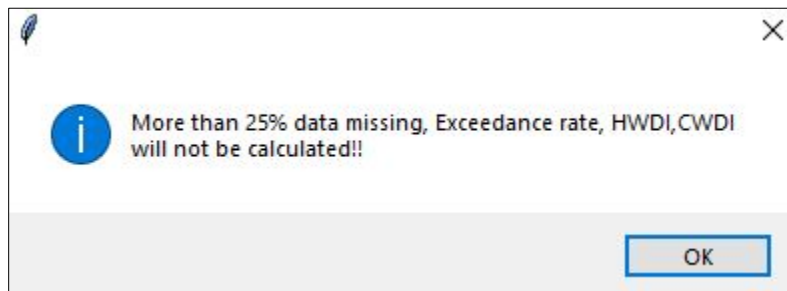 More than 25% data missing, Exceedance rate, HWDI,CWDI
will not be calculated!!
OK